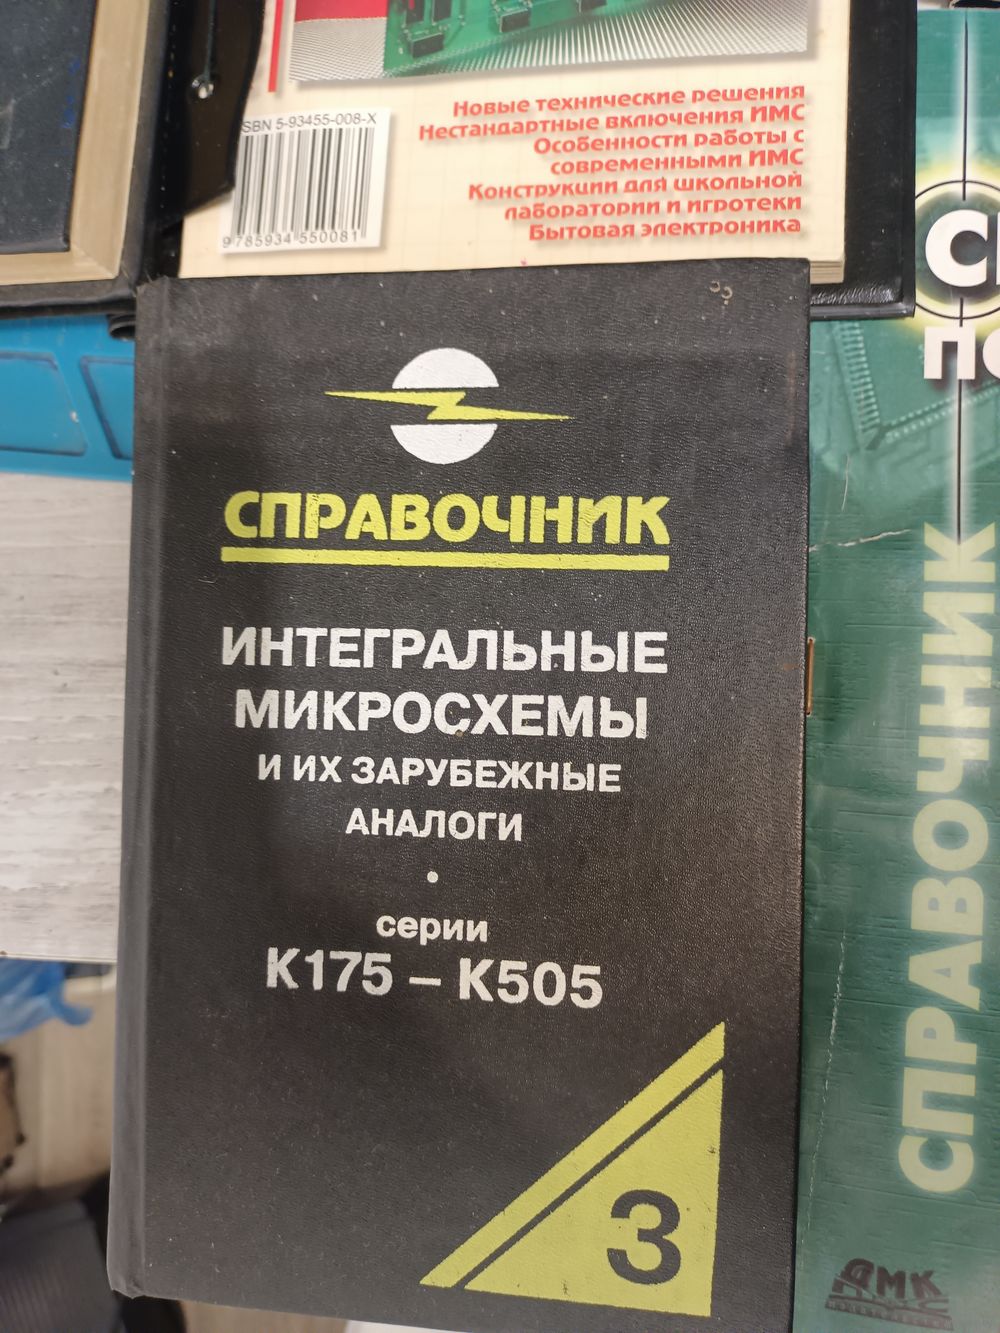 ISBN 5-93455-008-X
9 785934 550081
Новые технические решения
Нестандартные включения ИМС
Особенности работы с
современными ИМС
Конструкции для школьной
лаборатории и игротеки
Бытовая электроника
СПРАВОЧНИК
ИНТЕГРАЛЬНЫЕ
МИКРОСХЕМЫ
И ИХ ЗАРУБЕЖНЫЕ
АНАЛОГИ
•
серии
К175 – К505
3
СПРАВОЧНИК
ДМК